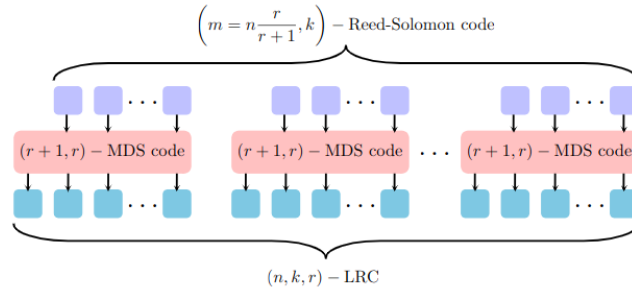 (m = n r/(r + 1), k) – Reed-Solomon code
(r + 1, r) – MDS code (r + 1, r) – MDS code ... (r + 1, r) – MDS code
(n, k, r) – LRC